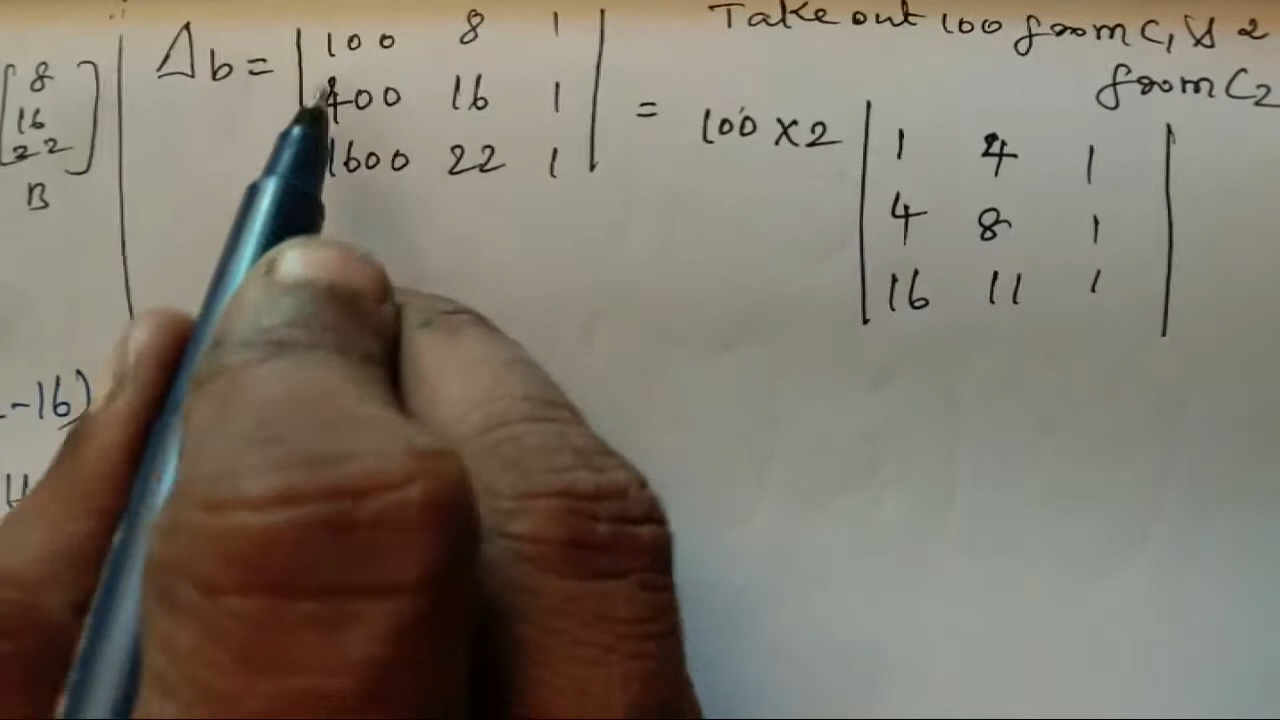 Take out 100 from C1 & 2
from C2
[8
16
22]
B
Δb = | 100 8 1
400 16 1
1600 22 1 |
= 100 x 2 | 1 4 1
4 8 1
16 11 1 |
-16)